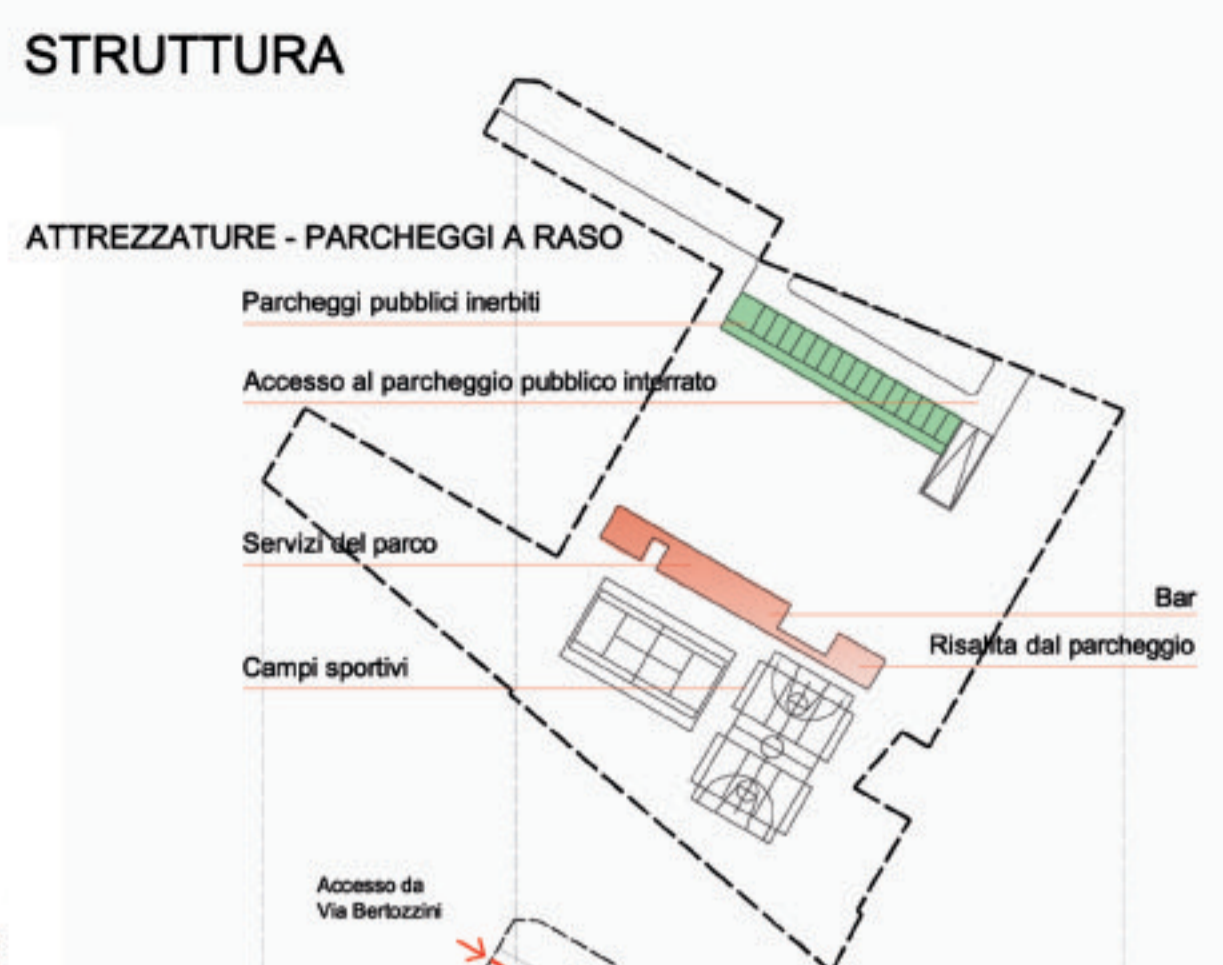 STRUTTURA
ATTREZZATURE - PARCHEGGI A RASO
Parcheggi pubblici inerbiti
Accesso al parcheggio pubblico interrato
Servizi del parco
Bar
Risalita dal parcheggio
Campi sportivi
Accesso da
Via Bertozzini